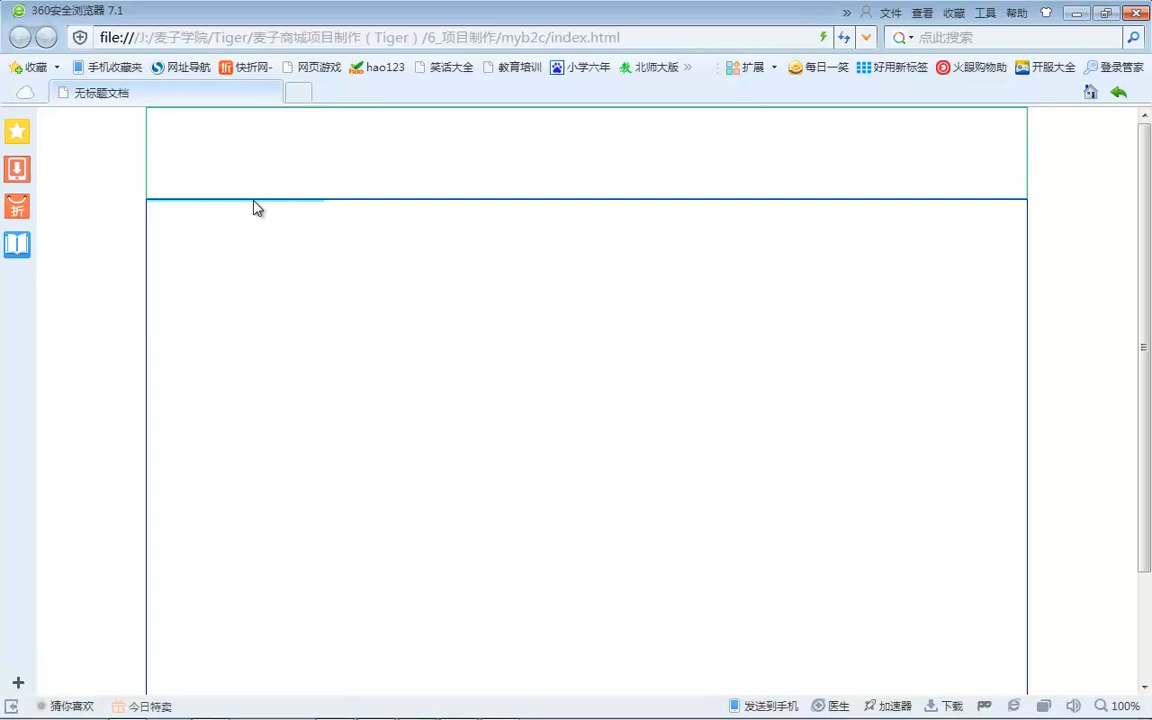 360安全浏览器 7.1
» 文件 查看 收藏 工具 帮助
file:///J:/麦子学院/Tiger/麦子商城项目制作（Tiger）/6_项目制作/myb2c/index.html
点此搜索
收藏 手机收藏夹 网址导航 折 快折网- 网页游戏 hao123 笑话大全 教育培训 小学六年 北师大版 » 扩展 每日一笑 好用新标签 火眼购物助 开服大全 登录管家
无标题文档
折
猜你喜欢 今日特卖 发送到手机 医生 加速器 下载 100%